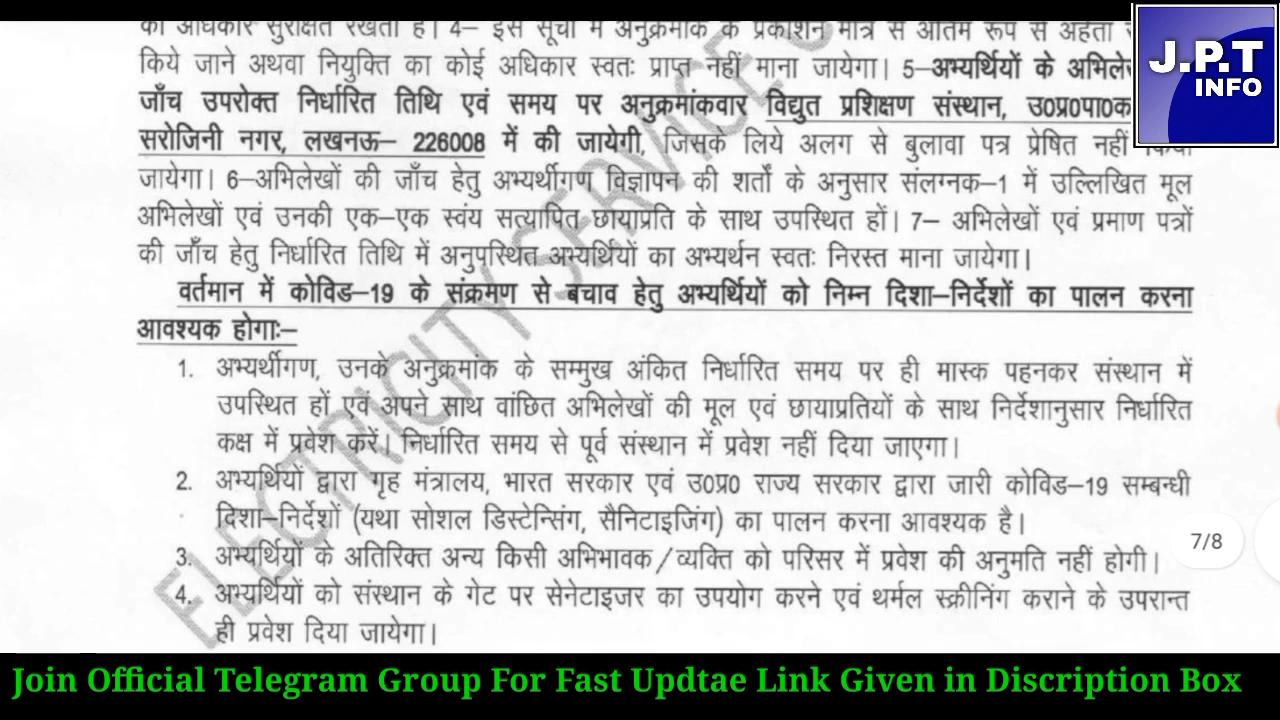 का अधिकार सुरक्षित रखता है। 4– इस सूची में अनुक्रमांक के प्रकाशन मात्र से अंतिम रूप से अर्हता
किये जाने अथवा नियुक्ति का कोई अधिकार स्वतः प्राप्त नहीं माना जायेगा। 5–अभ्यर्थियों के
जाँच उपरोक्त निर्धारित तिथि एवं समय पर अनुक्रमांकवार विद्युत प्रशिक्षण संस्थान, उ0प्र0पा0क
सरोजिनी नगर, लखनऊ– 226008 में की जायेगी, जिसके लिये अलग से बुलावा पत्र प्रेषित नहीं किया
जायेगा। 6–अभिलेखों की जाँच हेतु अभ्यर्थीगण विज्ञापन की शर्तों के अनुसार संलग्नक–1 में उल्लिखित मूल
अभिलेखों एवं उनकी एक–एक स्वंय सत्यापित छायाप्रति के साथ उपस्थित हों। 7– अभिलेखों एवं प्रमाण पत्रों
की जाँच हेतु निर्धारित तिथि में अनुपस्थित अभ्यर्थियों का अभ्यर्थन स्वतः निरस्त माना जायेगा।
वर्तमान में कोविड–19 के संक्रमण से बचाव हेतु अभ्यर्थियों को निम्न दिशा–निर्देशों का पालन करना
आवश्यक होगाः–
1. अभ्यर्थीगण, उनके अनुक्रमांक के सम्मुख अंकित निर्धारित समय पर ही मास्क पहनकर संस्थान में
उपस्थित हों एवं अपने साथ वांछित अभिलेखों की मूल एवं छायाप्रतियों के साथ निर्देशानुसार निर्धारित
कक्ष में प्रवेश करें। निर्धारित समय से पूर्व संस्थान में प्रवेश नहीं दिया जाएगा।
2. अभ्यर्थियों द्वारा गृह मंत्रालय, भारत सरकार एवं उ0प्र0 राज्य सरकार द्वारा जारी कोविड–19 सम्बन्धी
दिशा–निर्देशों (यथा सोशल डिस्टेन्सिंग, सैनिटाइजिंग) का पालन करना आवश्यक है।
3. अभ्यर्थियों के अतिरिक्त अन्य किसी अभिभावक/व्यक्ति को परिसर में प्रवेश की अनुमति नहीं होगी।
4. अभ्यर्थियों को संस्थान के गेट पर सेनेटाइजर का उपयोग करने एवं थर्मल स्क्रीनिंग कराने के उपरान्त
ही प्रवेश दिया जायेगा।
ELECTRICITY SERVICE
J.P.T
INFO
7/8
Join Official Telegram Group For Fast Updtae Link Given in Discription Box